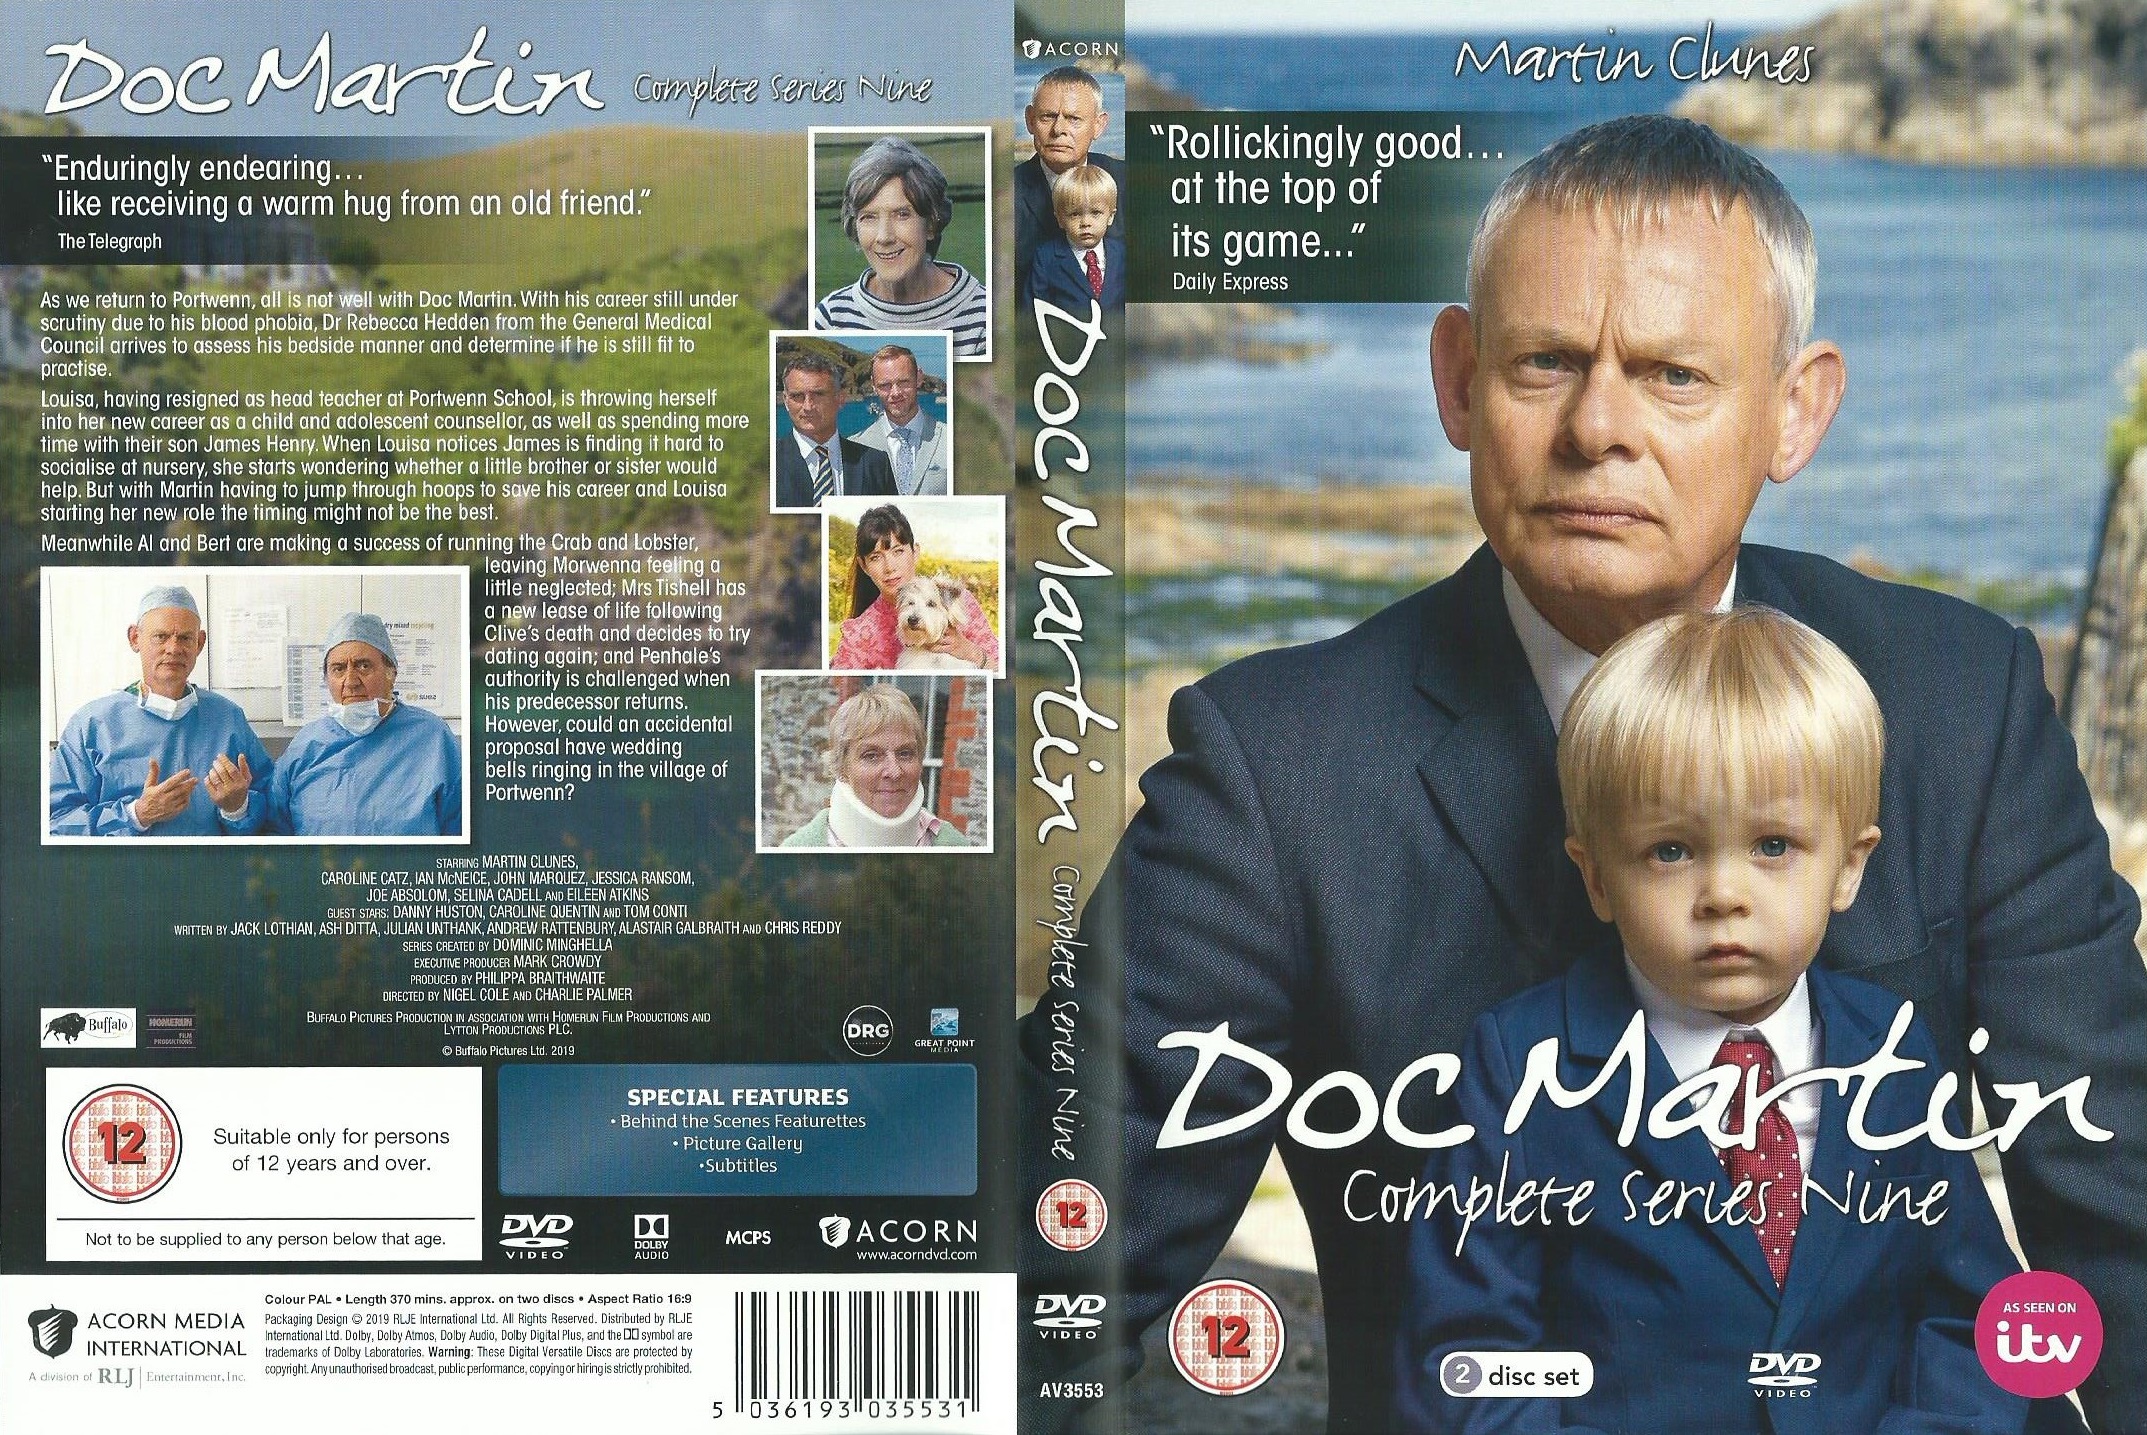 Doc Martin Complete Series Nine
"Enduringly endearing...
like receiving a warm hug from an old friend."
The Telegraph
As we return to Portwenn, all is not well with Doc Martin. With his career still under
scrutiny due to his blood phobia, Dr Rebecca Hedden from the General Medical
Council arrives to assess his bedside manner and determine if he is still fit to
practise.
Louisa, having resigned as head teacher at Portwenn School, is throwing herself
into her new career as a child and adolescent counsellor, as well as spending more
time with their son James Henry. When Louisa notices James is finding it hard to
socialise at nursery, she starts wondering whether a little brother or sister would
help. But with Martin having to jump through hoops to save his career and Louisa
starting her new role the timing might not be the best.
Meanwhile Al and Bert are making a success of running the Crab and Lobster,
leaving Morwenna feeling a
little neglected; Mrs Tishell has
a new lease of life following
Clive's death and decides to try
dating again; and Penhale's
authority is challenged when
his predecessor returns.
However, could an accidental
proposal have wedding
bells ringing in the village of
Portwenn?
dry mixed recycling
suez
STARRING MARTIN CLUNES,
CAROLINE CATZ, IAN McNEICE, JOHN MARQUEZ, JESSICA RANSOM,
JOE ABSOLOM, SELINA CADELL AND EILEEN ATKINS
GUEST STARS: DANNY HUSTON, CAROLINE QUENTIN AND TOM CONTI
WRITTEN BY JACK LOTHIAN, ASH DITTA, JULIAN UNTHANK, ANDREW RATTENBURY, ALASTAIR GALBRAITH AND CHRIS REDDY
SERIES CREATED BY DOMINIC MINGHELLA
EXECUTIVE PRODUCER MARK CROWDY
PRODUCED BY PHILIPPA BRAITHWAITE
DIRECTED BY NIGEL COLE AND CHARLIE PALMER
Buffalo
HOMERUN
FILM
PRODUCTIONS
BUFFALO PICTURES PRODUCTION IN ASSOCIATION WITH HOMERUN FILM PRODUCTIONS AND
LYTTON PRODUCTIONS PLC.
© Buffalo Pictures Ltd. 2019
DRG
GREAT POINT
MEDIA
12
Suitable only for persons
of 12 years and over.
Not to be supplied to any person below that age.
SPECIAL FEATURES
• Behind the Scenes Featurettes
• Picture Gallery
•Subtitles
DVD
VIDEO
DOLBY
AUDIO
MCPS
ACORN
www.acorndvd.com
ACORN MEDIA
INTERNATIONAL
A division of RLJ Entertainment, Inc.
Colour PAL • Length 370 mins. approx. on two discs • Aspect Ratio 16:9
Packaging Design © 2019 RLJE International Ltd. All Rights Reserved. Distributed by RLJE
International Ltd. Dolby, Dolby Atmos, Dolby Audio, Dolby Digital Plus, and the DD symbol are
trademarks of Dolby Laboratories. Warning: These Digital Versatile Discs are protected by
copyright. Any unauthorised broadcast, public performance, copying or hiring is strictly prohibited.
5 036193 035531
ACORN
Doc Martin Complete Series Nine
12
DVD
VIDEO
AV3553
Martin Clunes
"Rollickingly good...
at the top of
its game..."
Daily Express
Doc Martin
Complete Series Nine
12
2 disc set
DVD
VIDEO
AS SEEN ON
itv